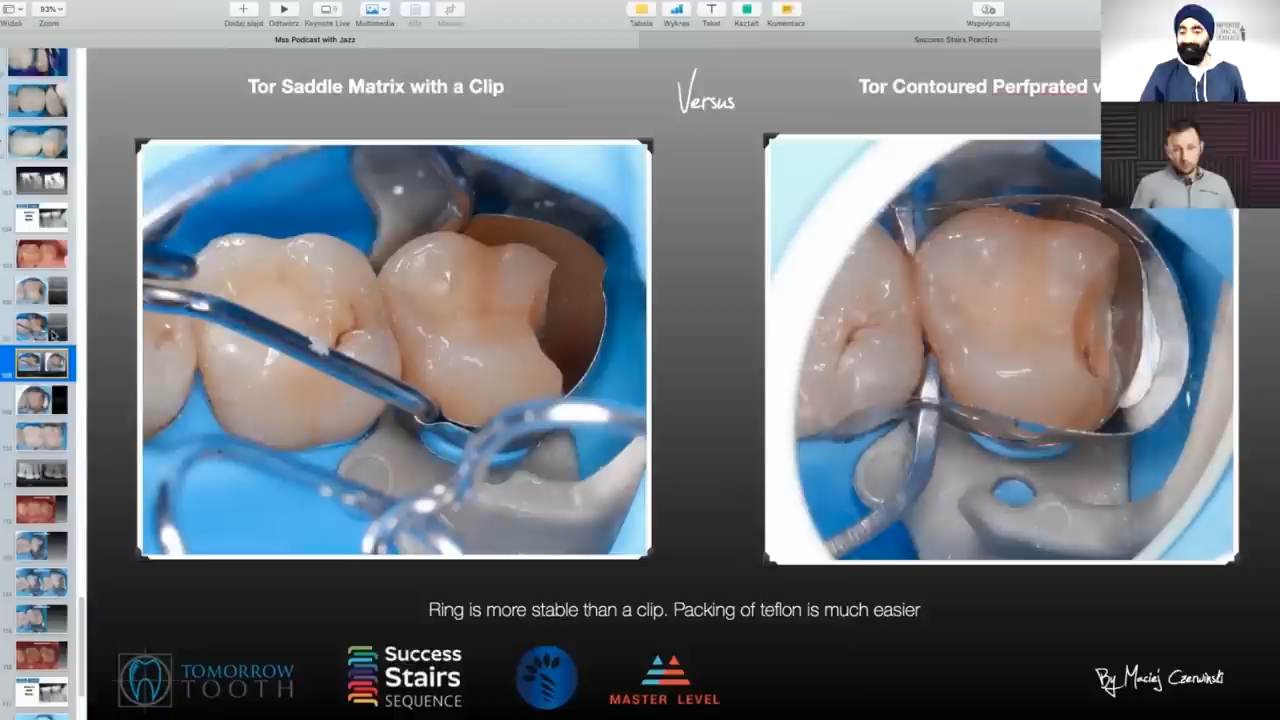 Widok
93%
Zoom
Dodaj slajd
Odtwórz
Keynote Live
Multimedia
Tabela
Wykres
Tekst
Kształt
Komentarz
Współpracuj
Mss Podcast with Jazz
Success Stairs Practice
Tor Saddle Matrix with a Clip
Versus
Tor Contoured Perfprated w
Ring is more stable than a clip. Packing of teflon is much easier
TOMORROW
TOOTH
Success
Stairs
SEQUENCE
MASTER LEVEL
By Maciej Czerwinski